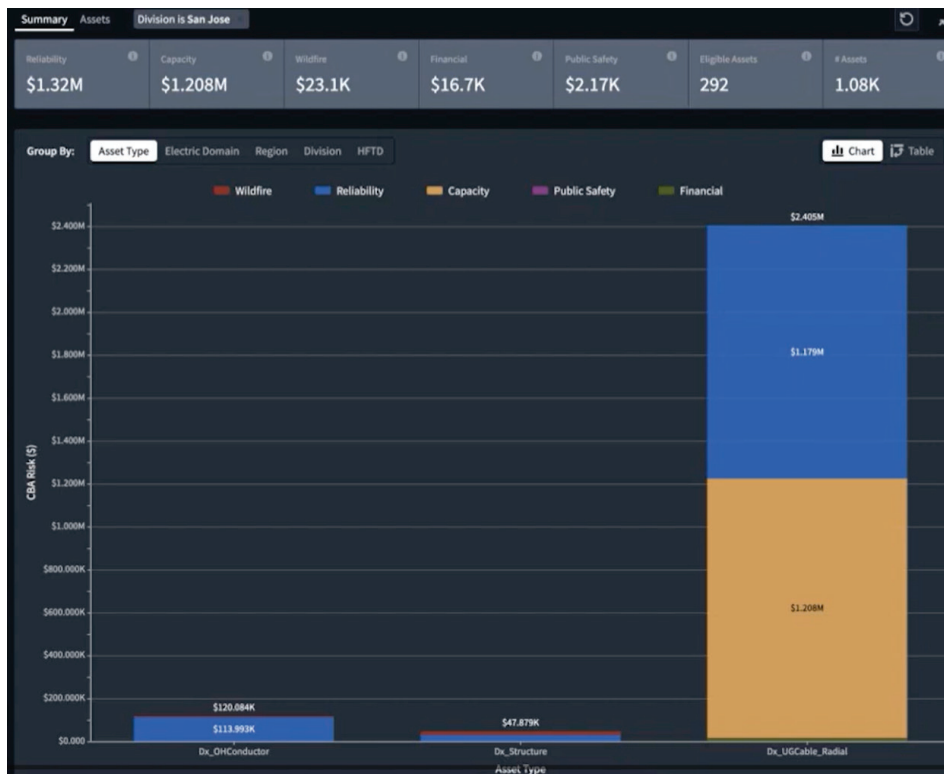 Summary Assets Division is San Jose
Reliability Capacity Wildfire Financial Public Safety Eligible Assets # Assets
$1.32M $1.208M $23.1K $16.7K $2.17K 292 1.08K
Group By: Asset Type Electric Domain Region Division HFTD Chart Table
Wildfire Reliability Capacity Public Safety Financial
$2.405M
$2.400M
$2.200M
$2.000M
$1.800M
$1.179M
$1.600M
$1.400M
CBA Risk ($)
$1.200M
$1.000M
$800.000K
$600.000K
$1.208M
$400.000K
$200.000K
$120.084K
$113.993K
$47.879K
$0.000
Dx_OHConductor Dx_Structure Dx_UGCable_Radial
Asset Type